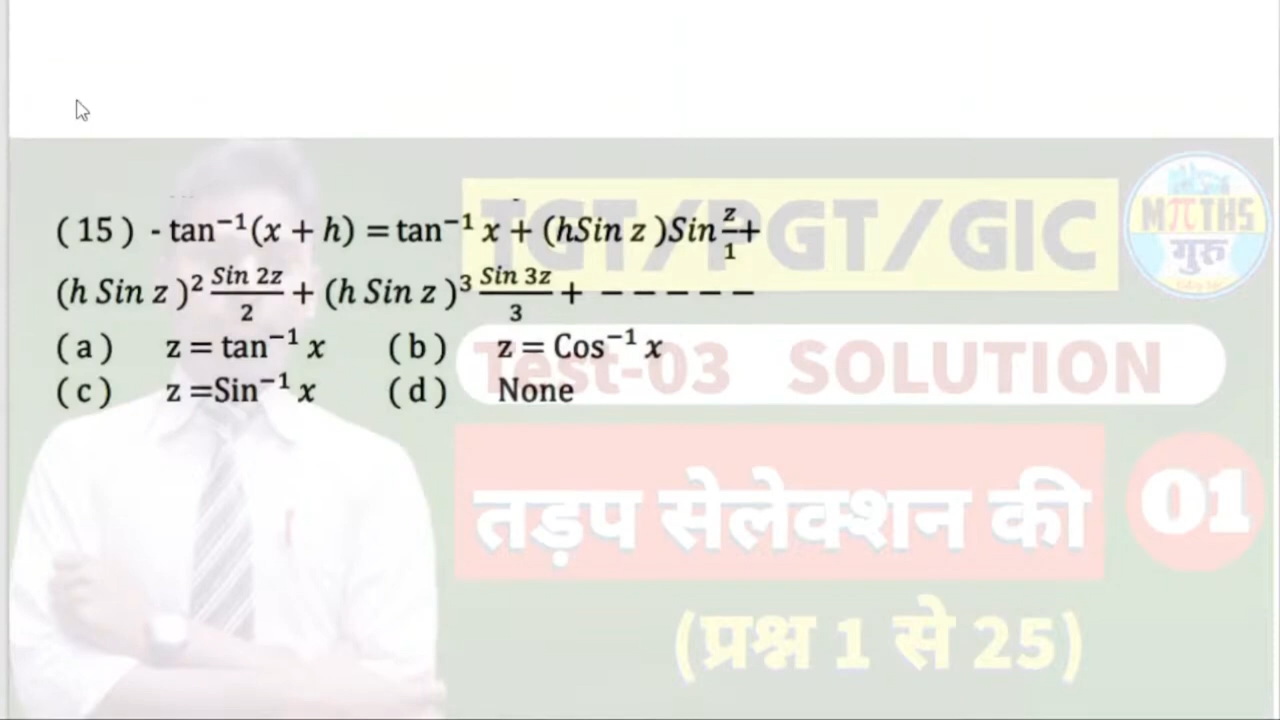 ( 15 ) - tan⁻¹(x + h) = tan⁻¹ x + (hSin z )Sin z/1 +
(h Sin z )² Sin 2z/2 + (h Sin z )³ Sin 3z/3 + − − − − −
( a ) z = tan⁻¹ x ( b ) z = Cos⁻¹ x
( c ) z =Sin⁻¹ x ( d ) None
TGT/PGT/GIC
MπTHS
गुरु
Test-03 SOLUTION
तड़प सेलेक्शन की
01
(प्रश्न 1 से 25)